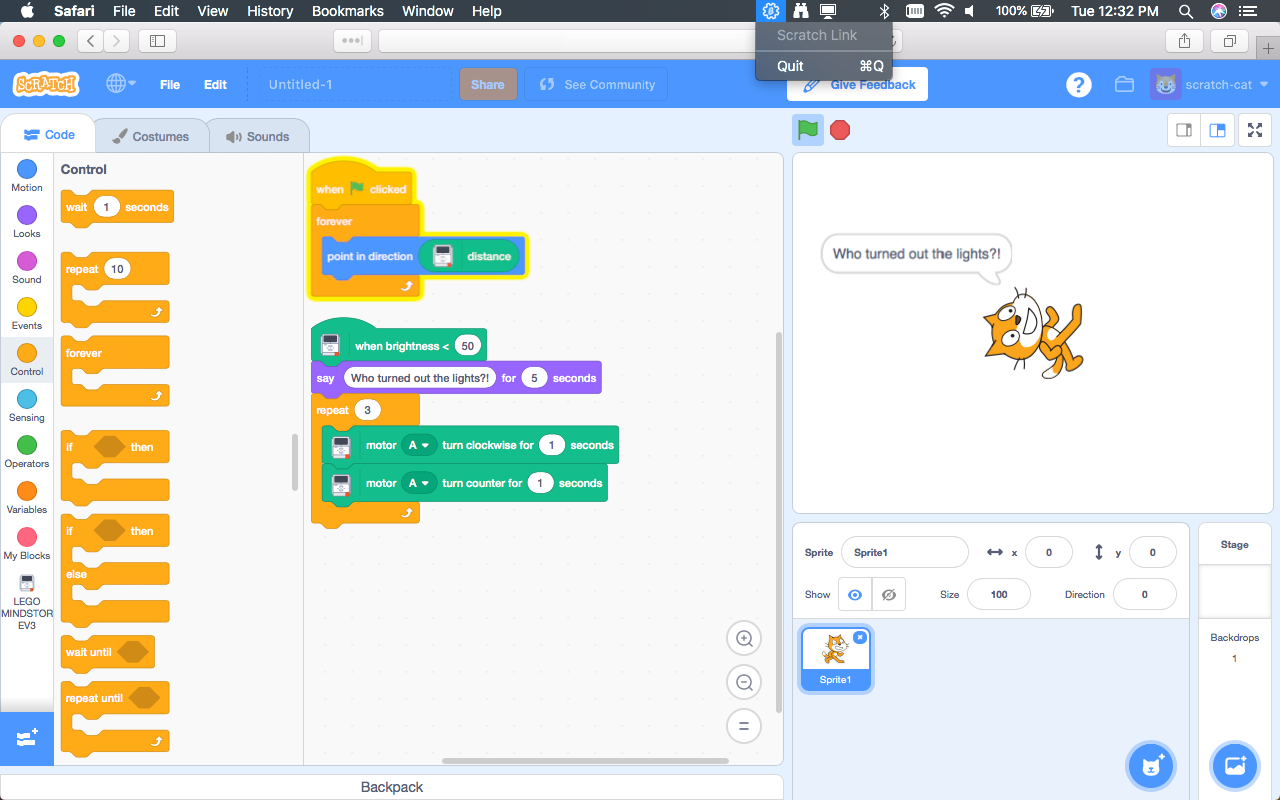 Safari File Edit View History Bookmarks Window Help 100% Tue 12:32 PM
Scratch Link
Quit ⌘Q
SCRATCH File Edit Untitled-1 Share See Community Give Feedback ? scratch-cat
Code Costumes Sounds
Motion
Looks
Sound
Events
Control
Sensing
Operators
Variables
My Blocks
LEGO
MINDSTOR
EV3
Control
wait 1 seconds
repeat 10
forever
if then
if then
else
wait until
repeat until
when clicked
forever
point in direction distance
when brightness < 50
say Who turned out the lights?! for 5 seconds
repeat 3
motor A turn clockwise for 1 seconds
motor A turn counter for 1 seconds
Backpack
Who turned out the lights?!
Sprite Sprite1 x 0 y 0
Show Size 100 Direction 0
Sprite1
Stage
Backdrops
1